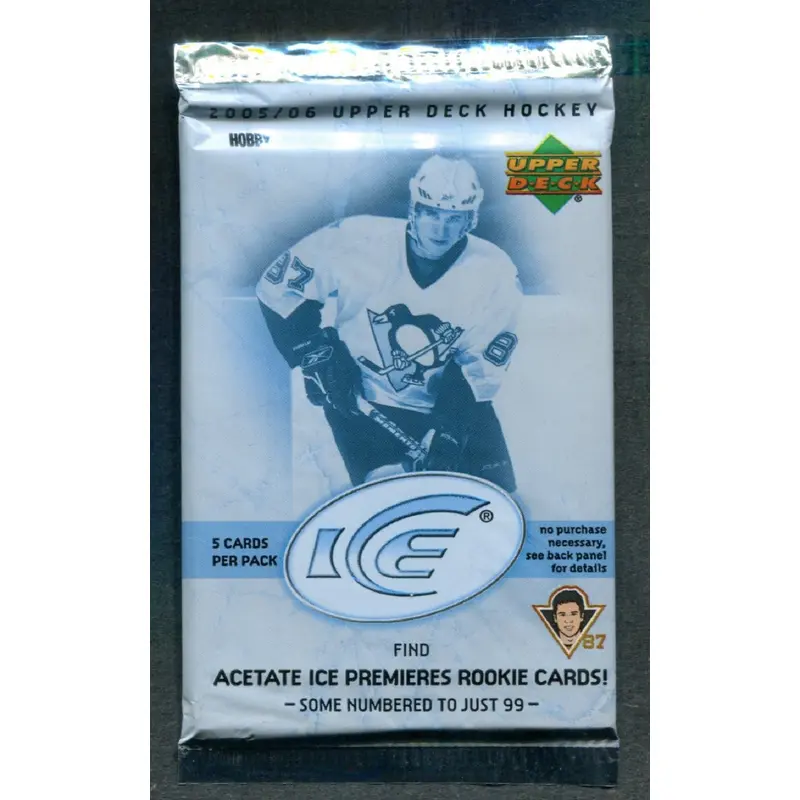 2005/06 UPPER DECK HOCKEY
HOBBY
UPPER
D·E·C·K
®
87
87
5 CARDS
PER PACK
ICE®
no purchase
necessary,
see back panel
for details
87
FIND
ACETATE ICE PREMIERES ROOKIE CARDS!
– SOME NUMBERED TO JUST 99 –